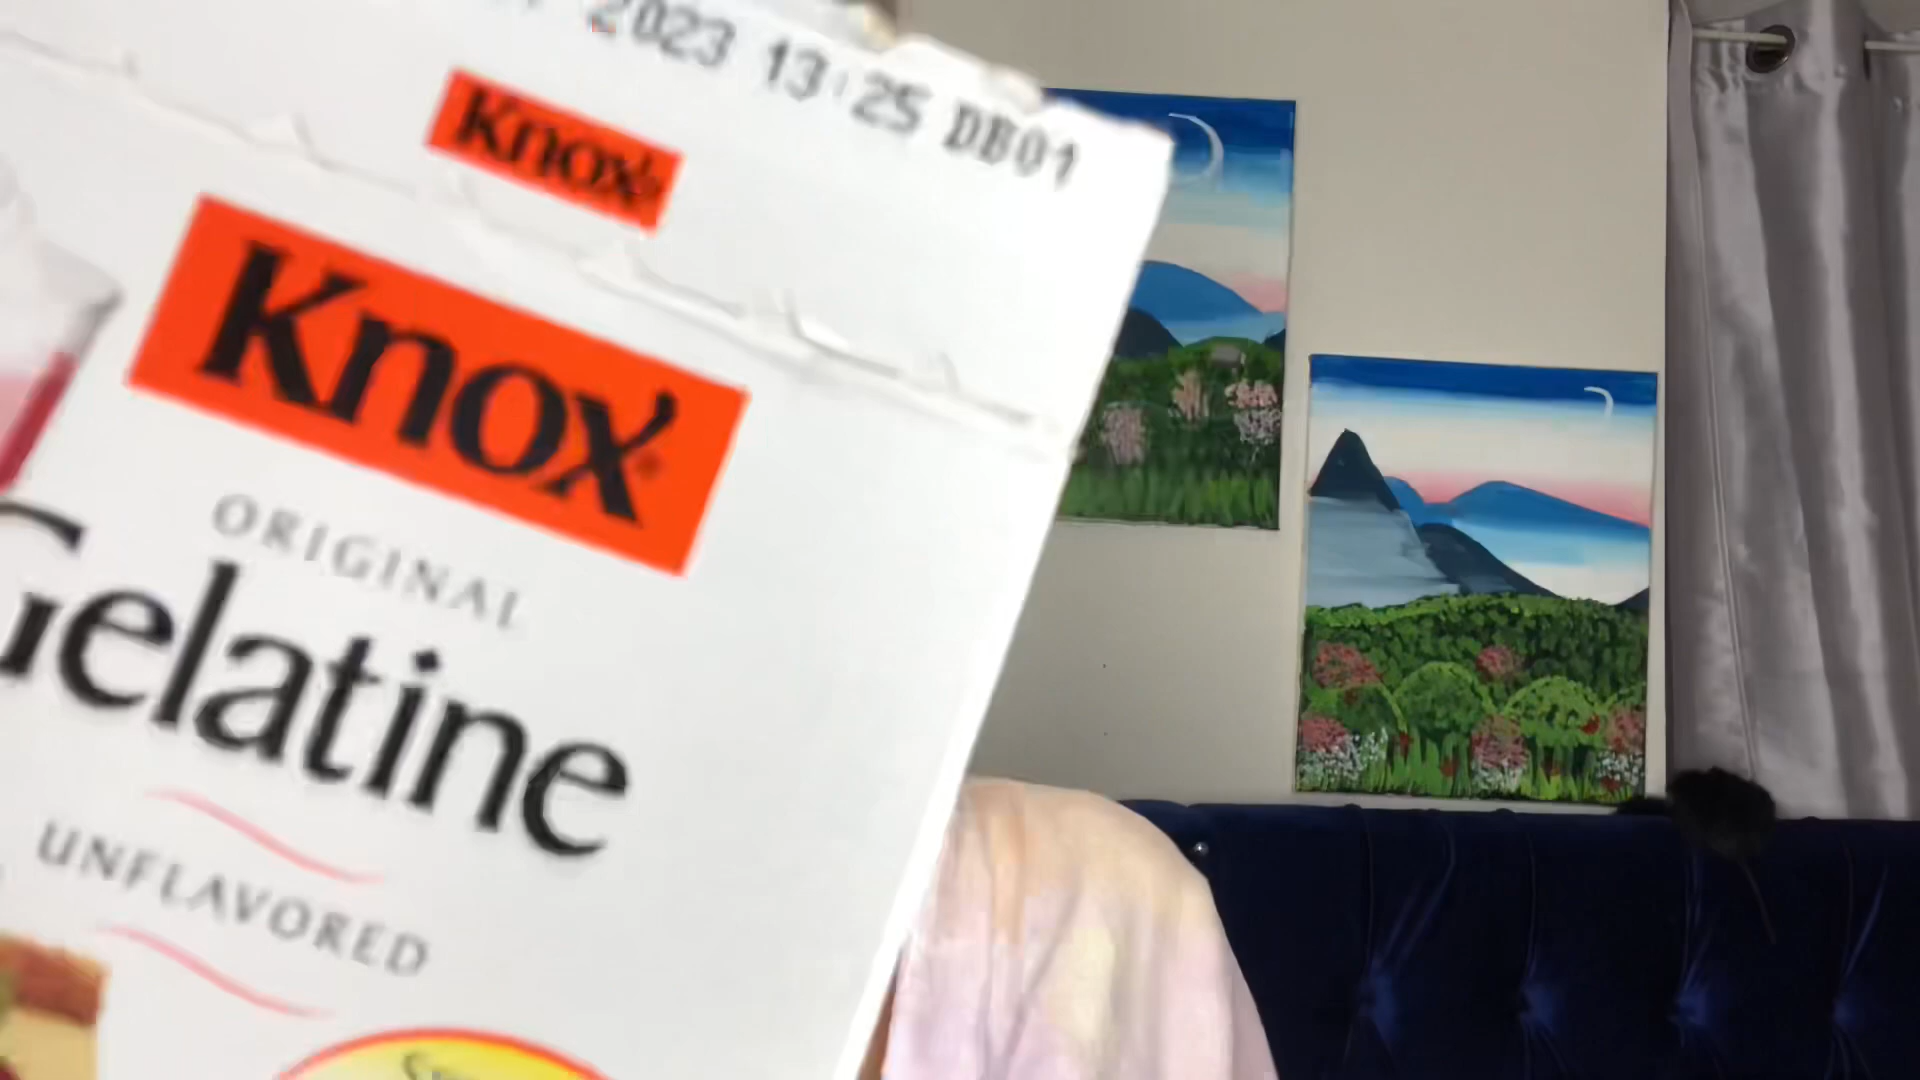 2023 13:25 DB01
Knox
Knox
ORIGINAL
Gelatine
UNFLAVORED